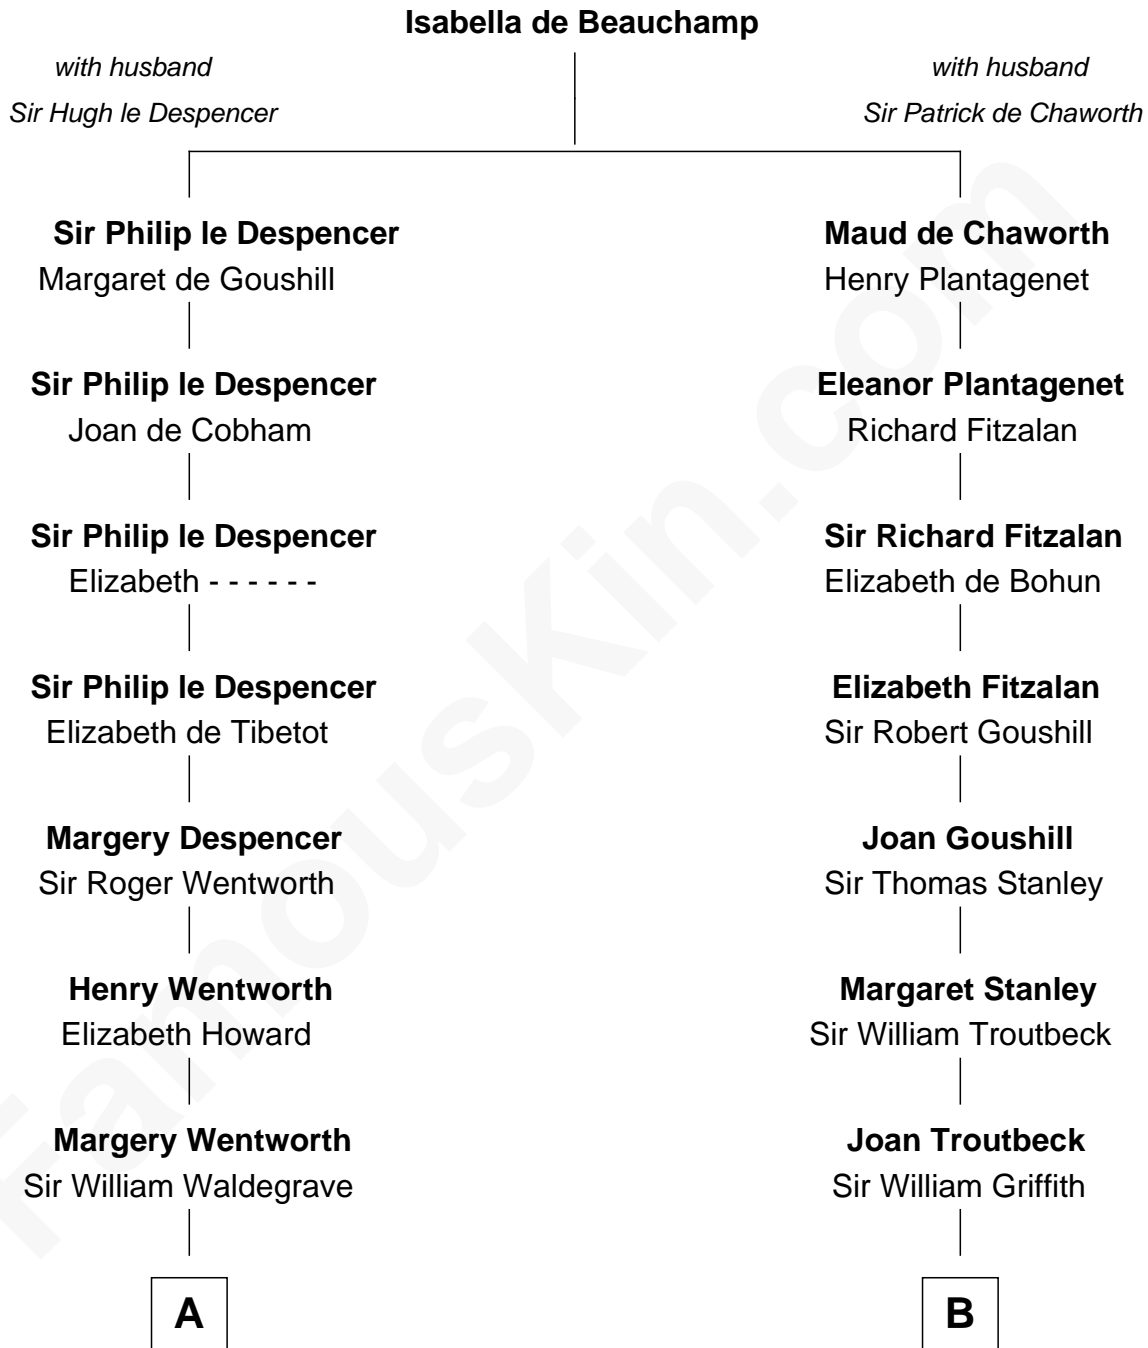 Isabella de Beauchamp
with husband
Sir Hugh le Despencer
with husband
Sir Patrick de Chaworth
Sir Philip le Despencer
Margaret de Goushill
Maud de Chaworth
Henry Plantagenet
Sir Philip le Despencer
Joan de Cobham
Eleanor Plantagenet
Richard Fitzalan
Sir Philip le Despencer
Elizabeth - - - - - -
Sir Richard Fitzalan
Elizabeth de Bohun
Sir Philip le Despencer
Elizabeth de Tibetot
Elizabeth Fitzalan
Sir Robert Goushill
Margery Despencer
Sir Roger Wentworth
Joan Goushill
Sir Thomas Stanley
Henry Wentworth
Elizabeth Howard
Margaret Stanley
Sir William Troutbeck
Margery Wentworth
Sir William Waldegrave
Joan Troutbeck
Sir William Griffith
A
B
FamousKin.com